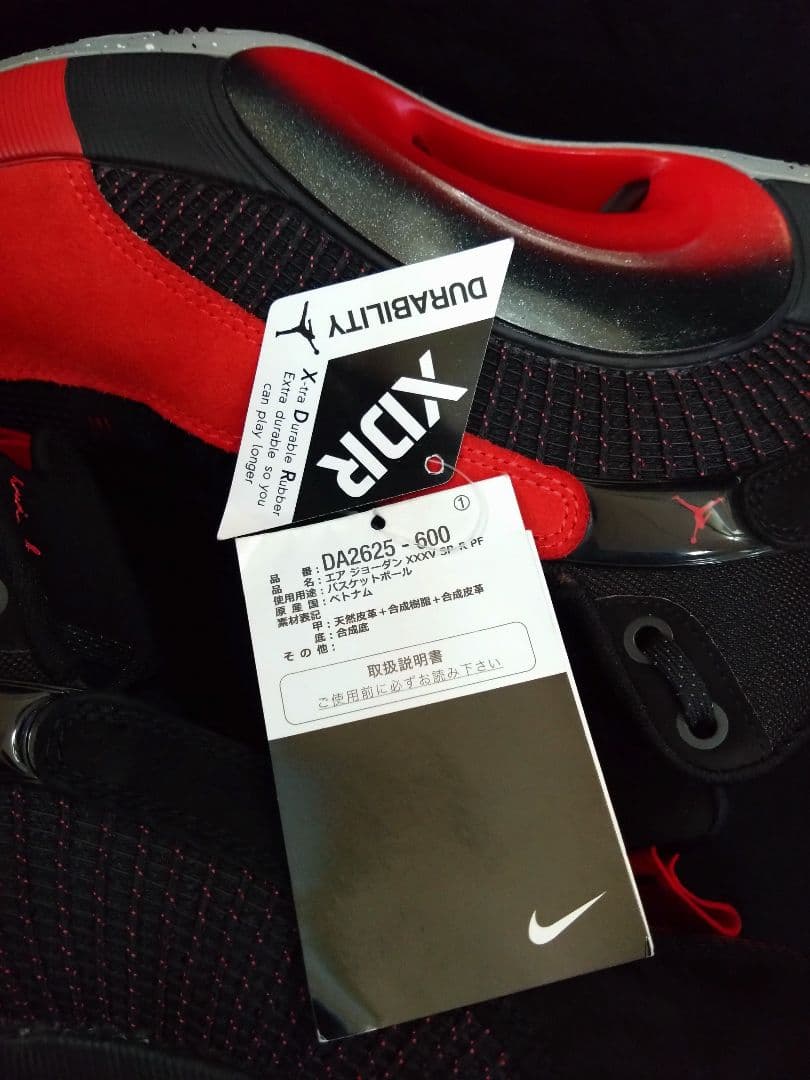 DURABILITY
XDR
X-tra Durable Rubber
Extra durable so you
can play longer
①
品 番 : DA2625 - 600
品 名 : エア ジョーダン XXXV SP-R PF
使用用途 : バスケットボール
原 産 国 : ベトナム
素材表記
甲 : 天然皮革+合成樹脂+合成皮革
底 : 合成底
そ の 他 :
取扱説明書
ご使用前に必ずお読み下さい